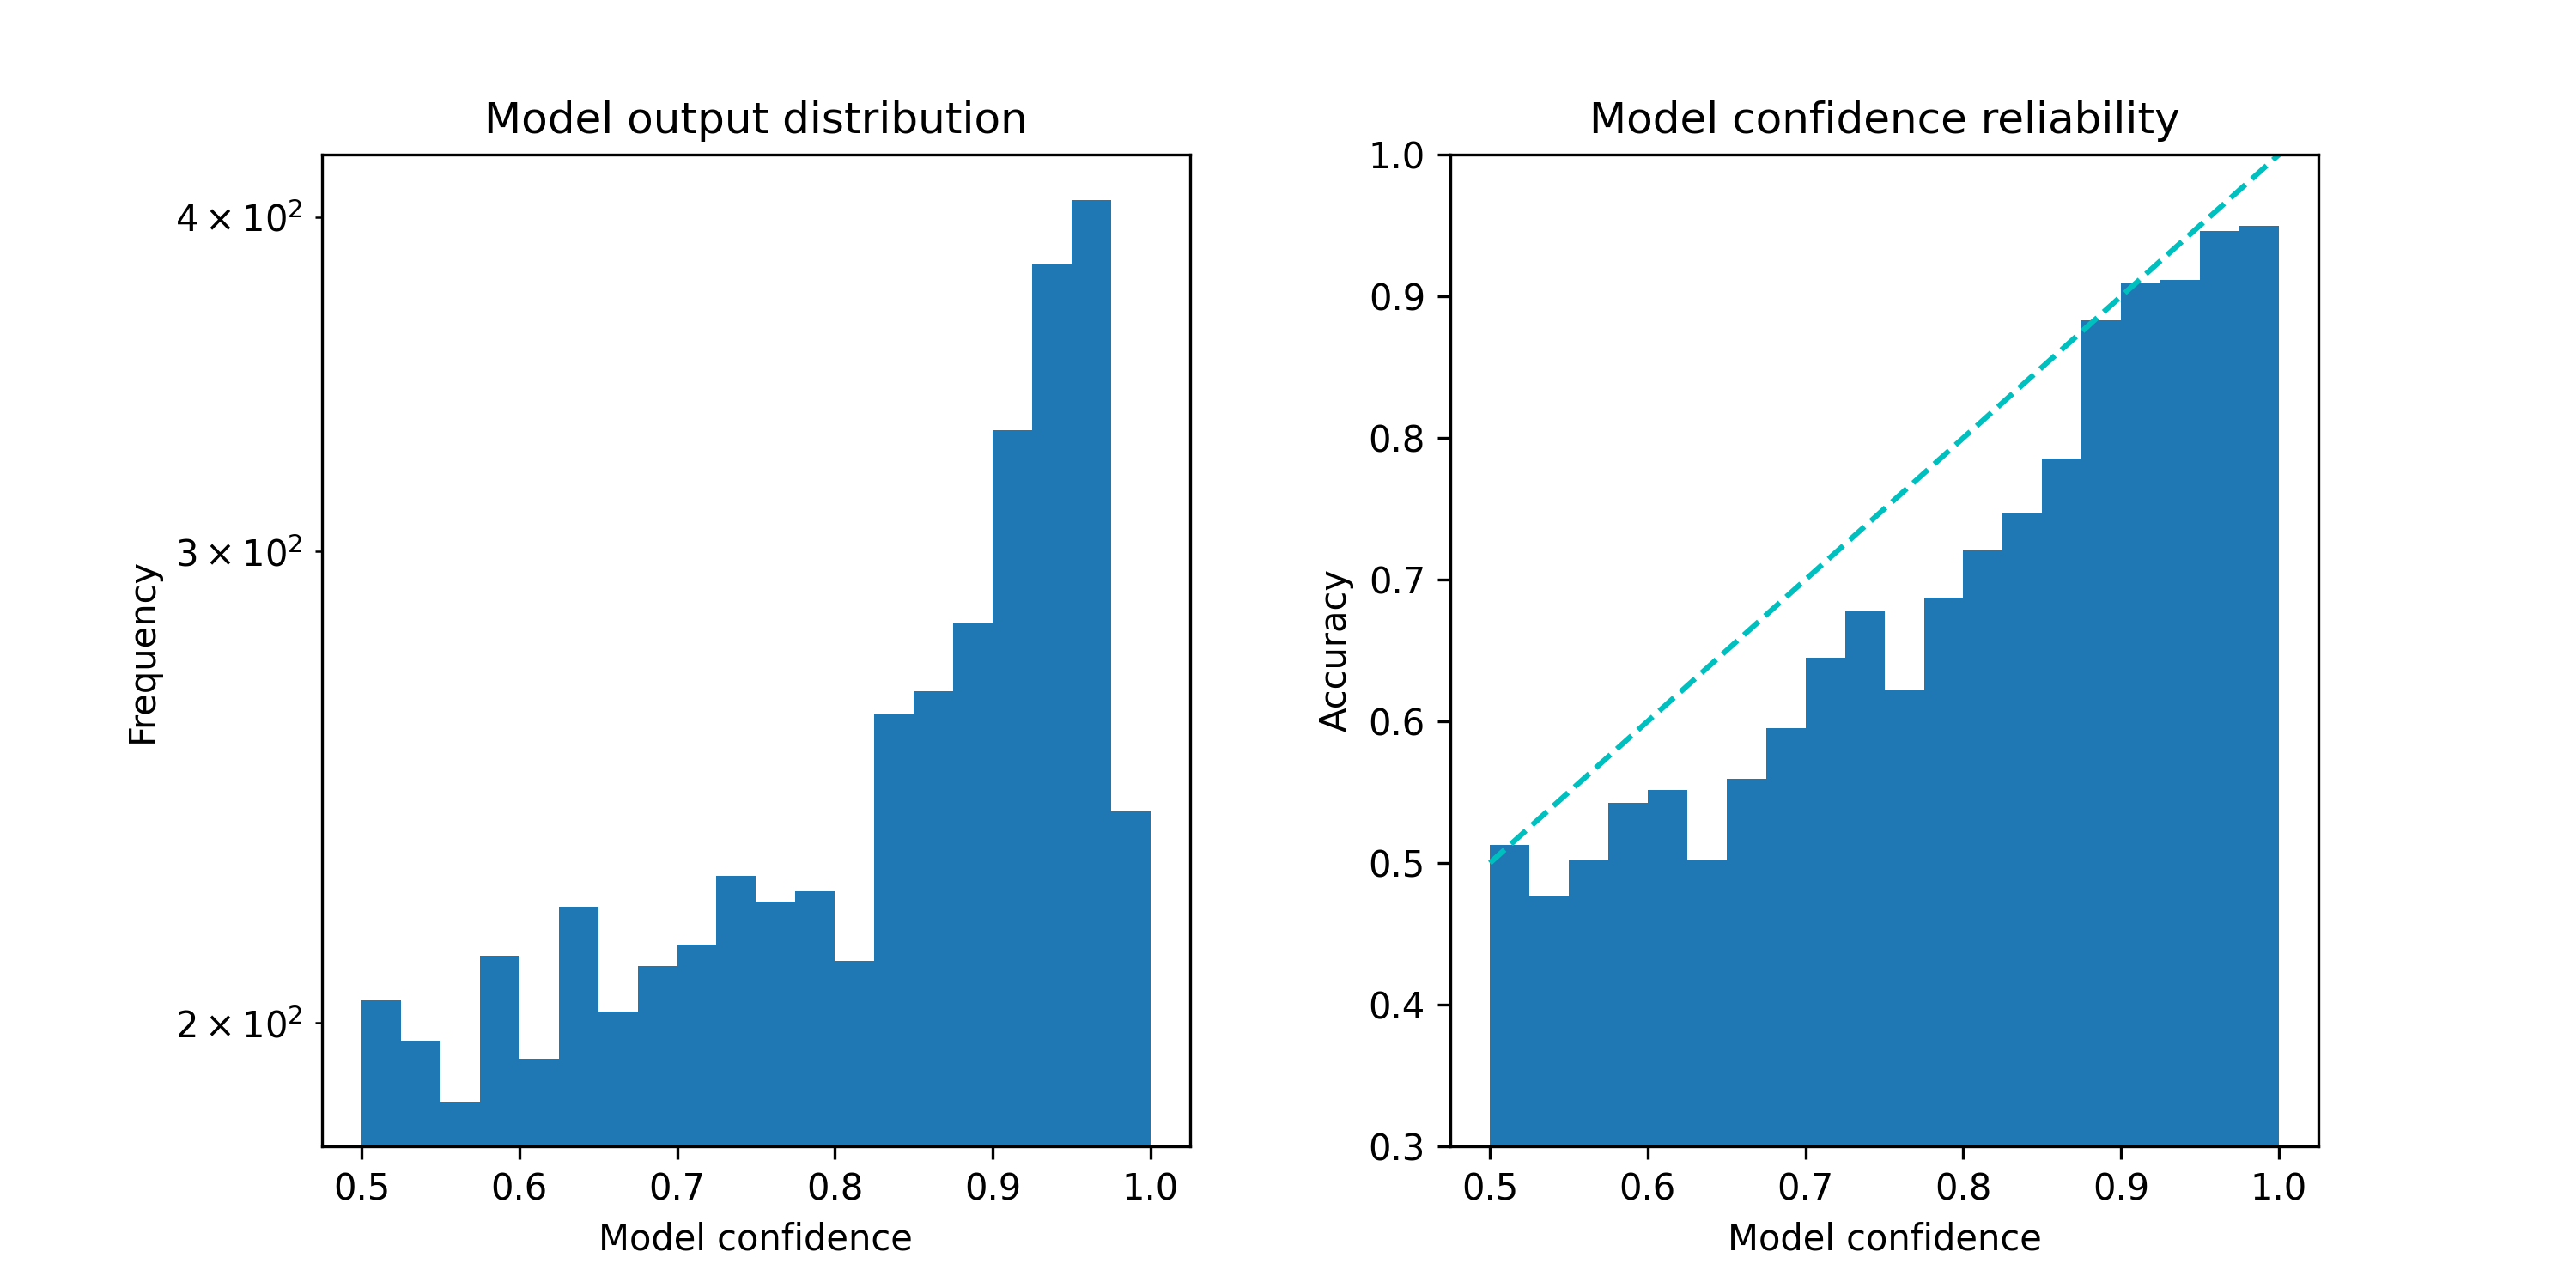 Model output distribution
4 × 10²
3 × 10²
2 × 10²
Frequency
0.5 0.6 0.7 0.8 0.9 1.0
Model confidence
Model confidence reliability
1.0
0.9
0.8
0.7
0.6
0.5
0.4
0.3
Accuracy
0.5 0.6 0.7 0.8 0.9 1.0
Model confidence